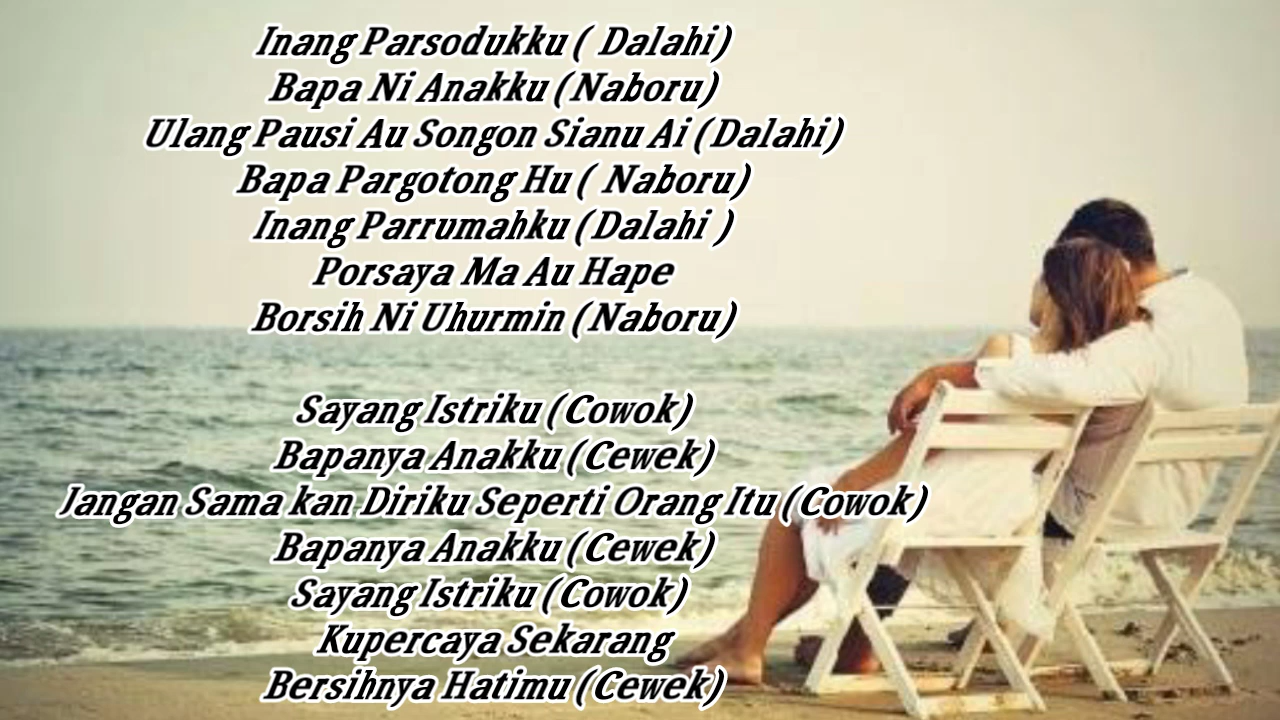 Inang Parsodukku ( Dalahi)
Bapa Ni Anakku (Naboru)
Ulang Pausi Au Songon Sianu Ai (Dalahi)
Bapa Pargotong Hu ( Naboru)
Inang Parrumahku (Dalahi )
Porsaya Ma Au Hape
Borsih Ni Uhurmin (Naboru)
Sayang Istriku (Cowok)
Bapanya Anakku (Cewek)
Jangan Sama kan Diriku Seperti Orang Itu (Cowok)
Bapanya Anakku (Cewek)
Sayang Istriku (Cowok)
Kupercaya Sekarang
Bersihnya Hatimu (Cewek)